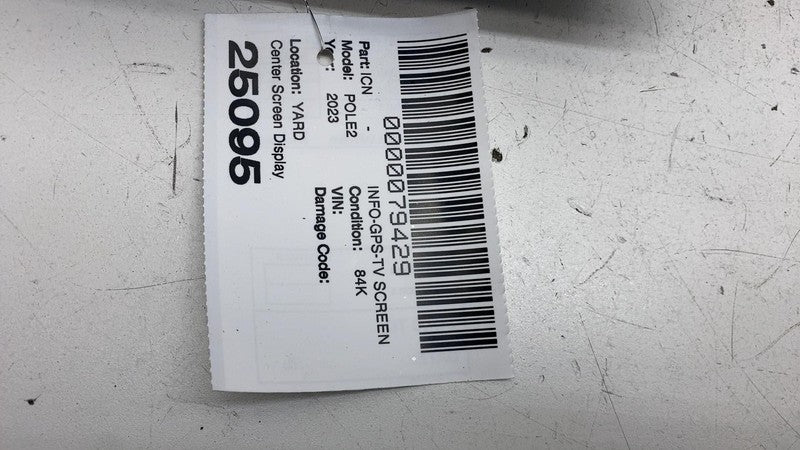 0000079429
Part: ICN - INFO-GPS-TV SCREEN
Model: POLE2 Condition: 84K
Year: 2023 VIN:
Damage Code:
Location: YARD
Center Screen Display
25095